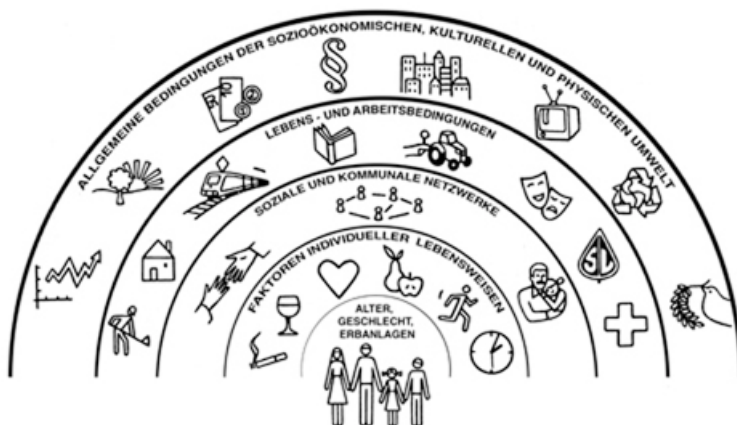 ALLGEMEINE BEDINGUNGEN DER SOZIOÖKONOMISCHEN, KULTURELLEN UND PHYSISCHEN UMWELT
LEBENS - UND ARBEITSBEDINGUNGEN
SOZIALE UND KOMMUNALE NETZWERKE
FAKTOREN INDIVIDUELLER LEBENSWEISEN
ALTER,
GESCHLECHT,
ERBANLAGEN